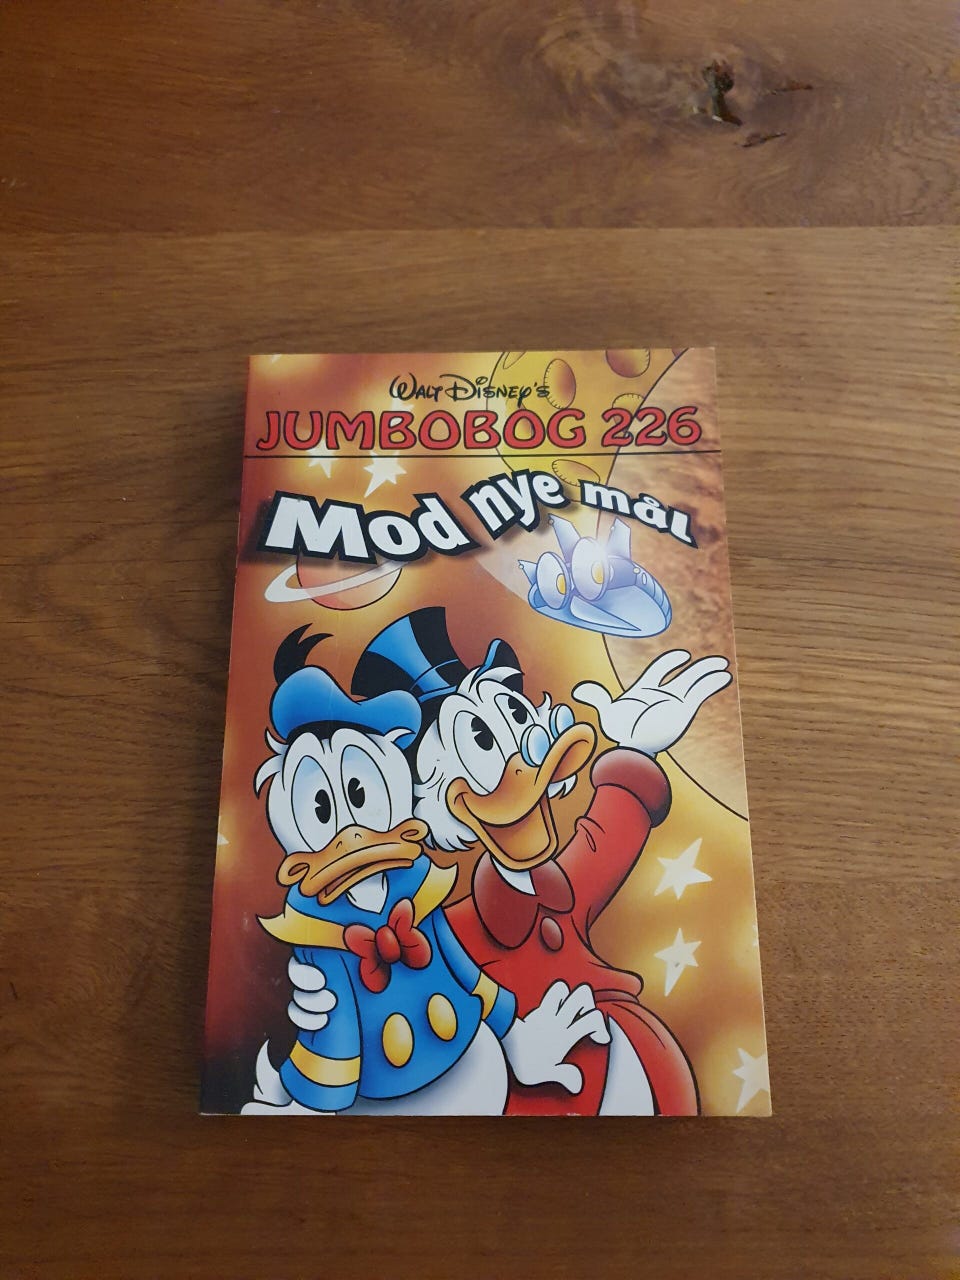 Walt Disney's
JUMBOBOG 226
Mod nye mål